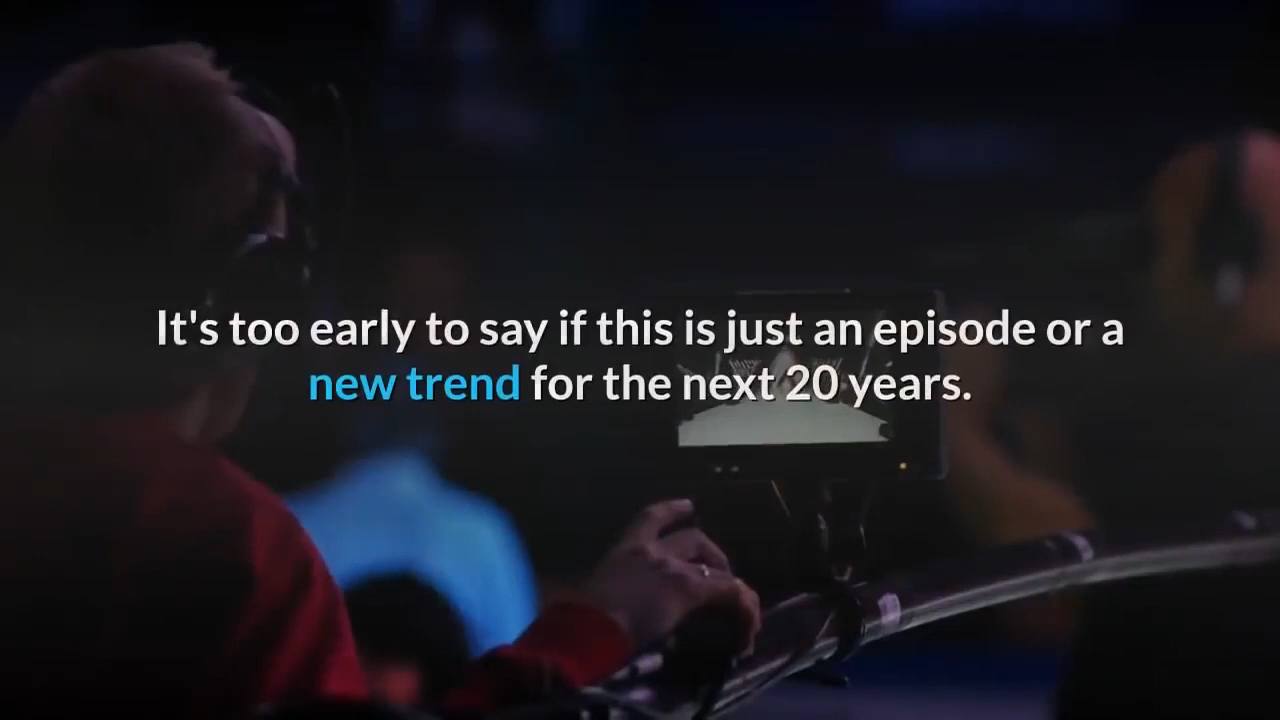 It's too early to say if this is just an episode or a
new trend for the next 20 years.